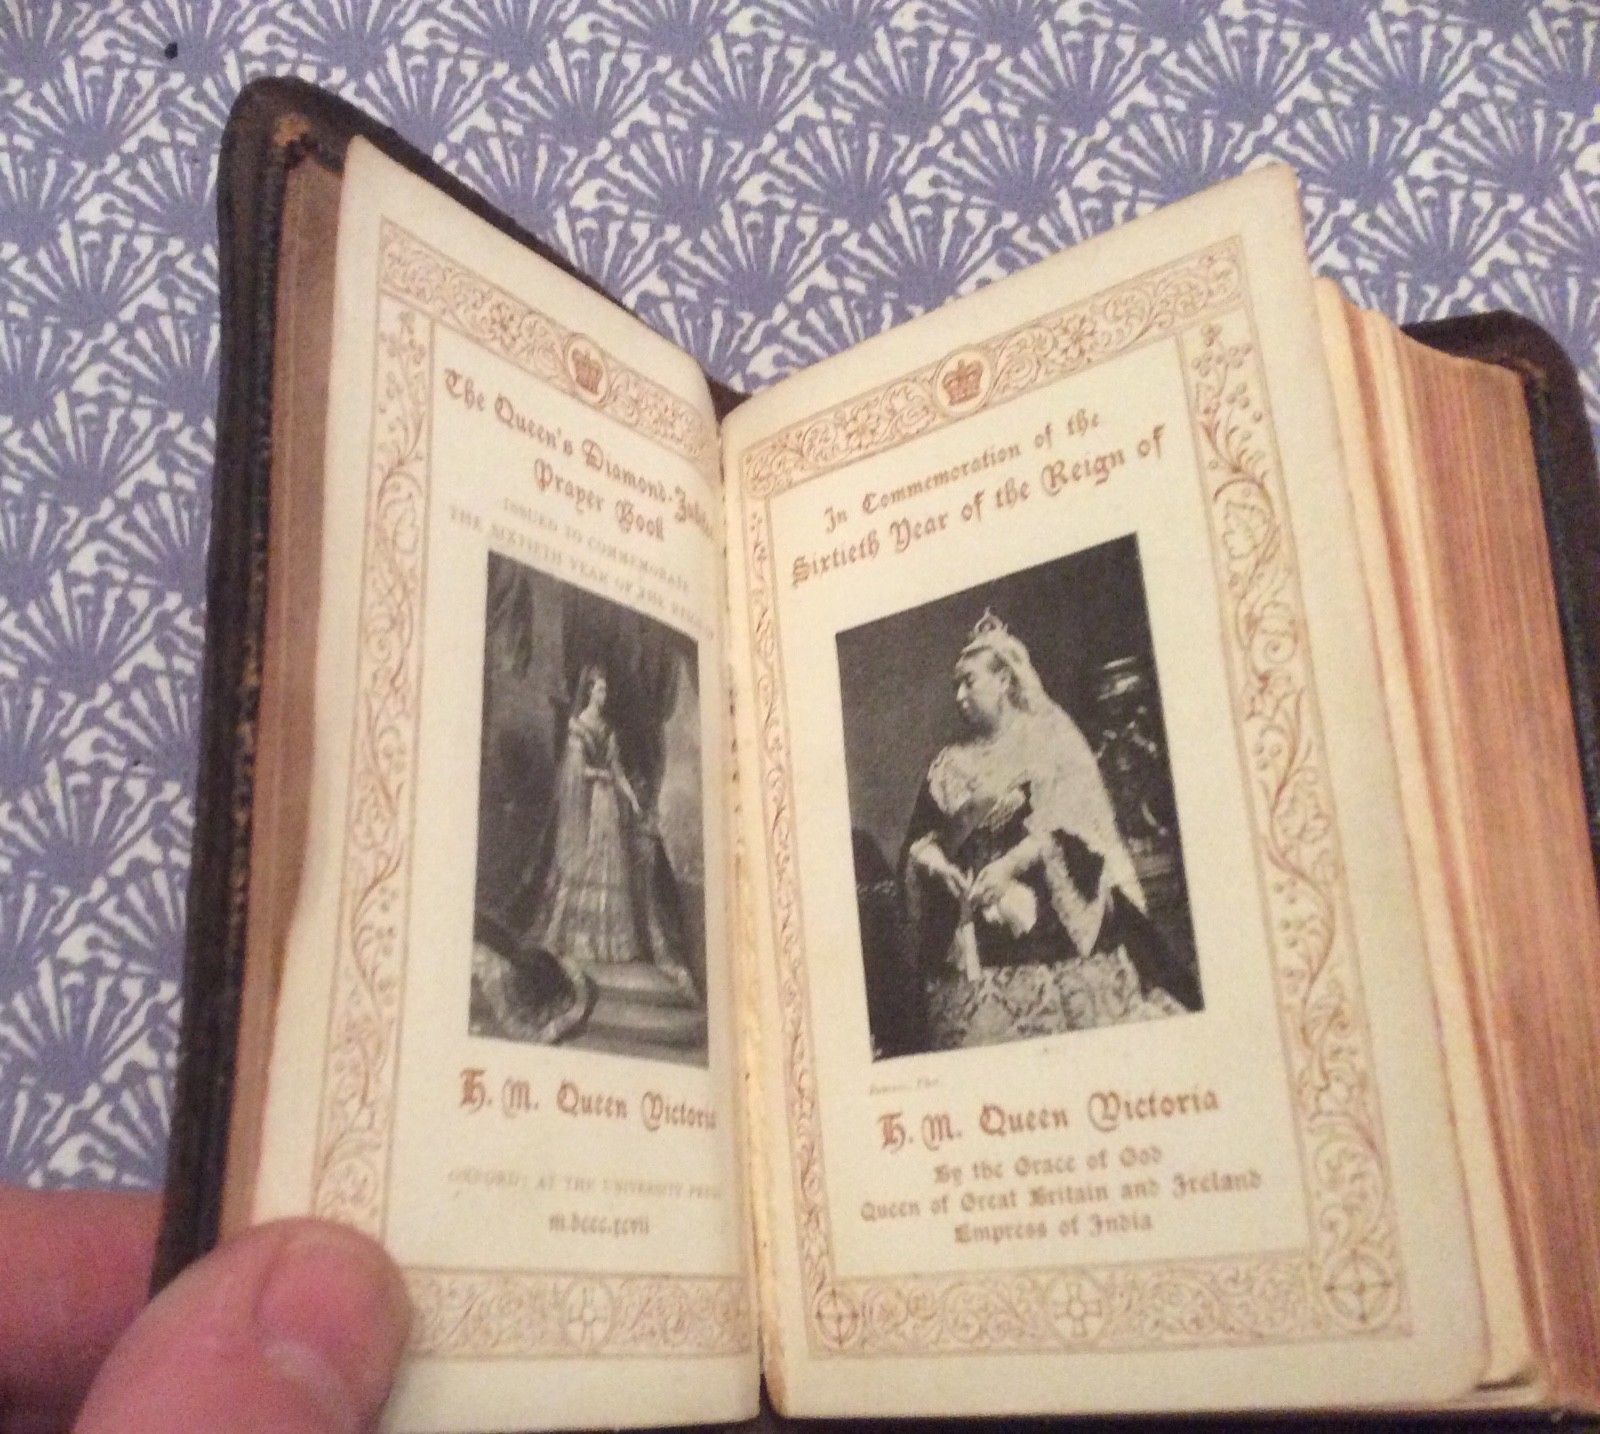 The Queen's Diamond-Jubilee
Prayer Book
ISSUED TO COMMEMORATE
THE SIXTIETH YEAR OF THE REIGN OF
H. M. Queen Victoria
OXFORD: AT THE UNIVERSITY PRESS
m.dccc.xcvii
In Commemoration of the
Sixtieth Year of the Reign of
H. M. Queen Victoria
By the Grace of God
Queen of Great Britain and Ireland
Empress of India